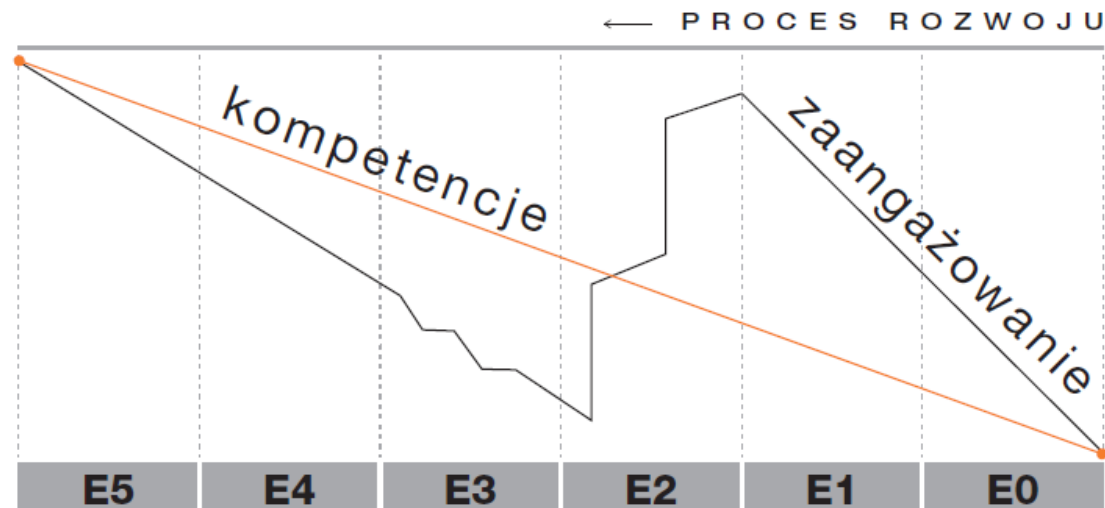 ← PROCES ROZWOJU
kompetencje
zaangażowanie
E5 E4 E3 E2 E1 E0